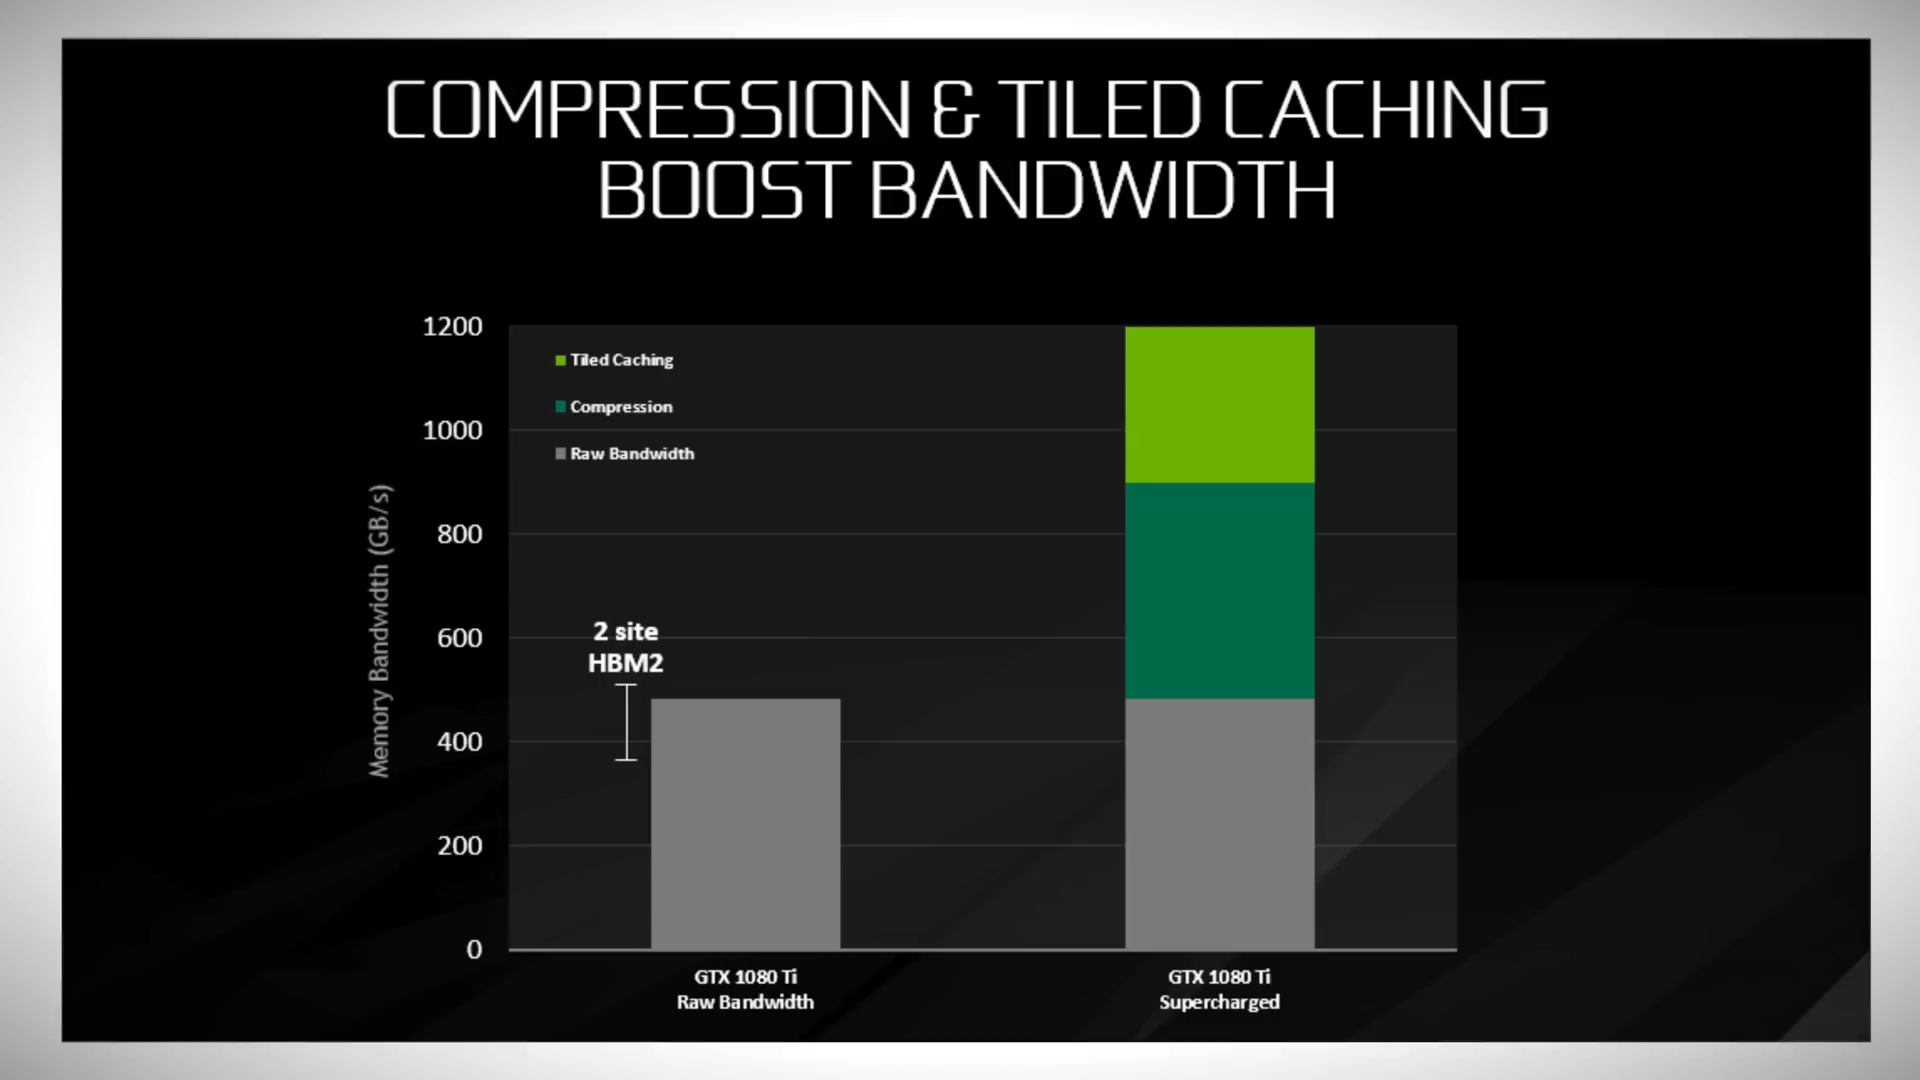 COMPRESSION & TILED CACHING
BOOST BANDWIDTH
1200
1000
800
600
400
200
0
Memory Bandwidth (GB/s)
Tiled Caching
Compression
Raw Bandwidth
2 site
HBM2
GTX 1080 Ti
Raw Bandwidth
GTX 1080 Ti
Supercharged